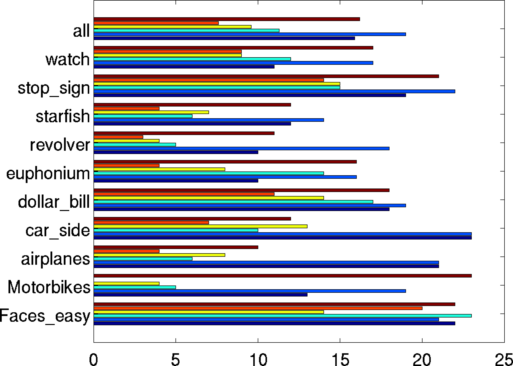 all
watch
stop_sign
starfish
revolver
euphonium
dollar_bill
car_side
airplanes
Motorbikes
Faces_easy
0 5 10 15 20 25